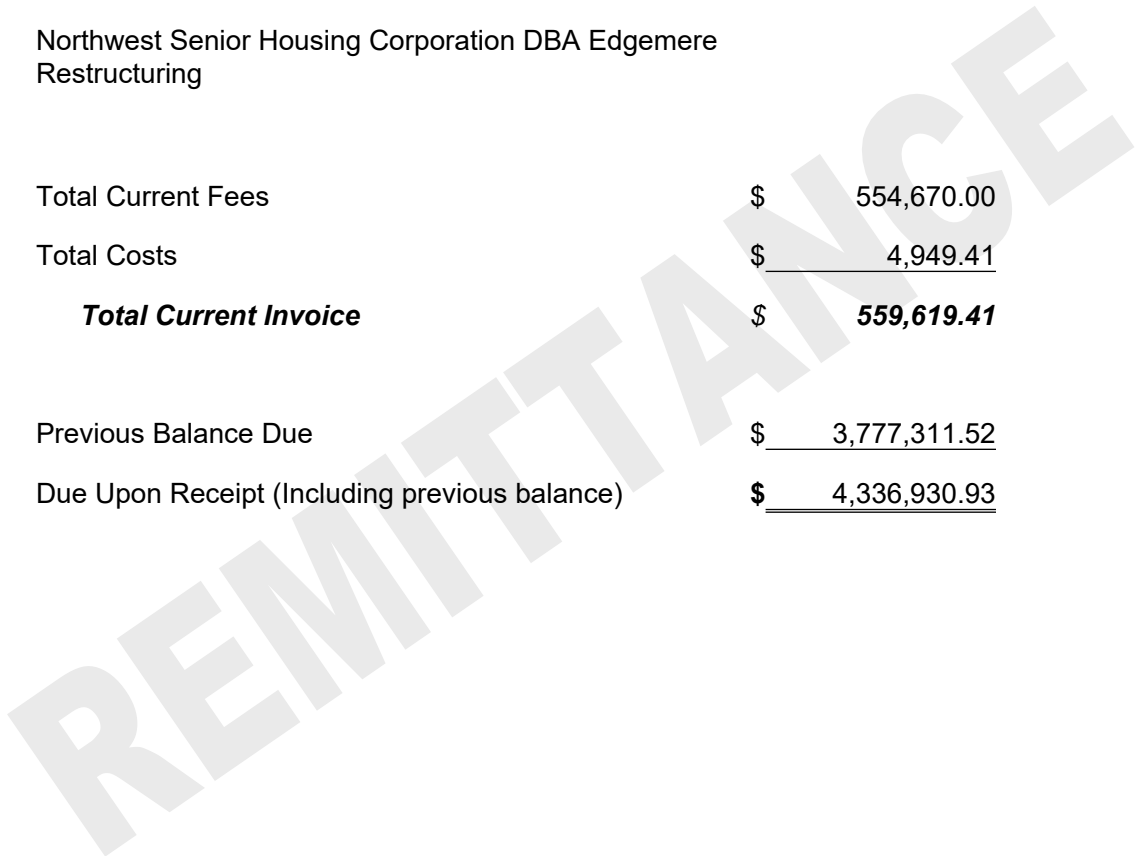 Northwest Senior Housing Corporation DBA Edgemere
Restructuring
Total Current Fees $ 554,670.00
Total Costs $ 4,949.41
Total Current Invoice $ 559,619.41
Previous Balance Due $ 3,777,311.52
Due Upon Receipt (Including previous balance) $ 4,336,930.93
REMITTANCE